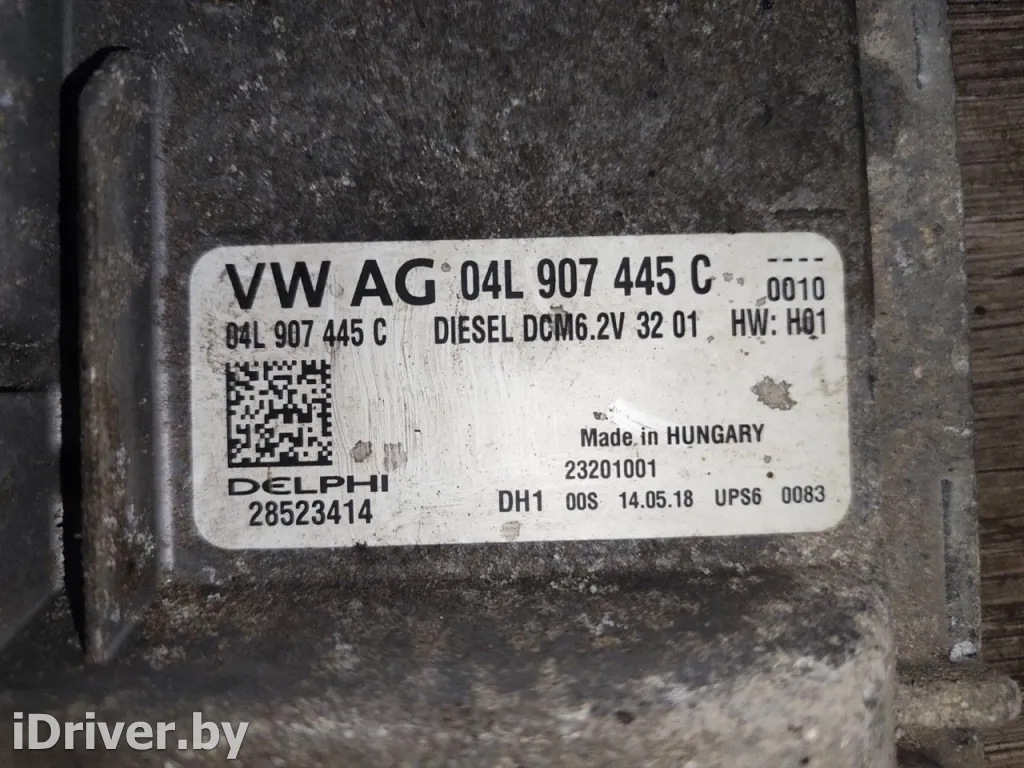 VW AG 04L 907 445 C ---- 0010
04L 907 445 C DIESEL DCM6.2V 32 01 HW: H01
Made in HUNGARY
23201001
DELPHI
28523414
DH1 00S 14.05.18 UPS6 0083
iDriver.by